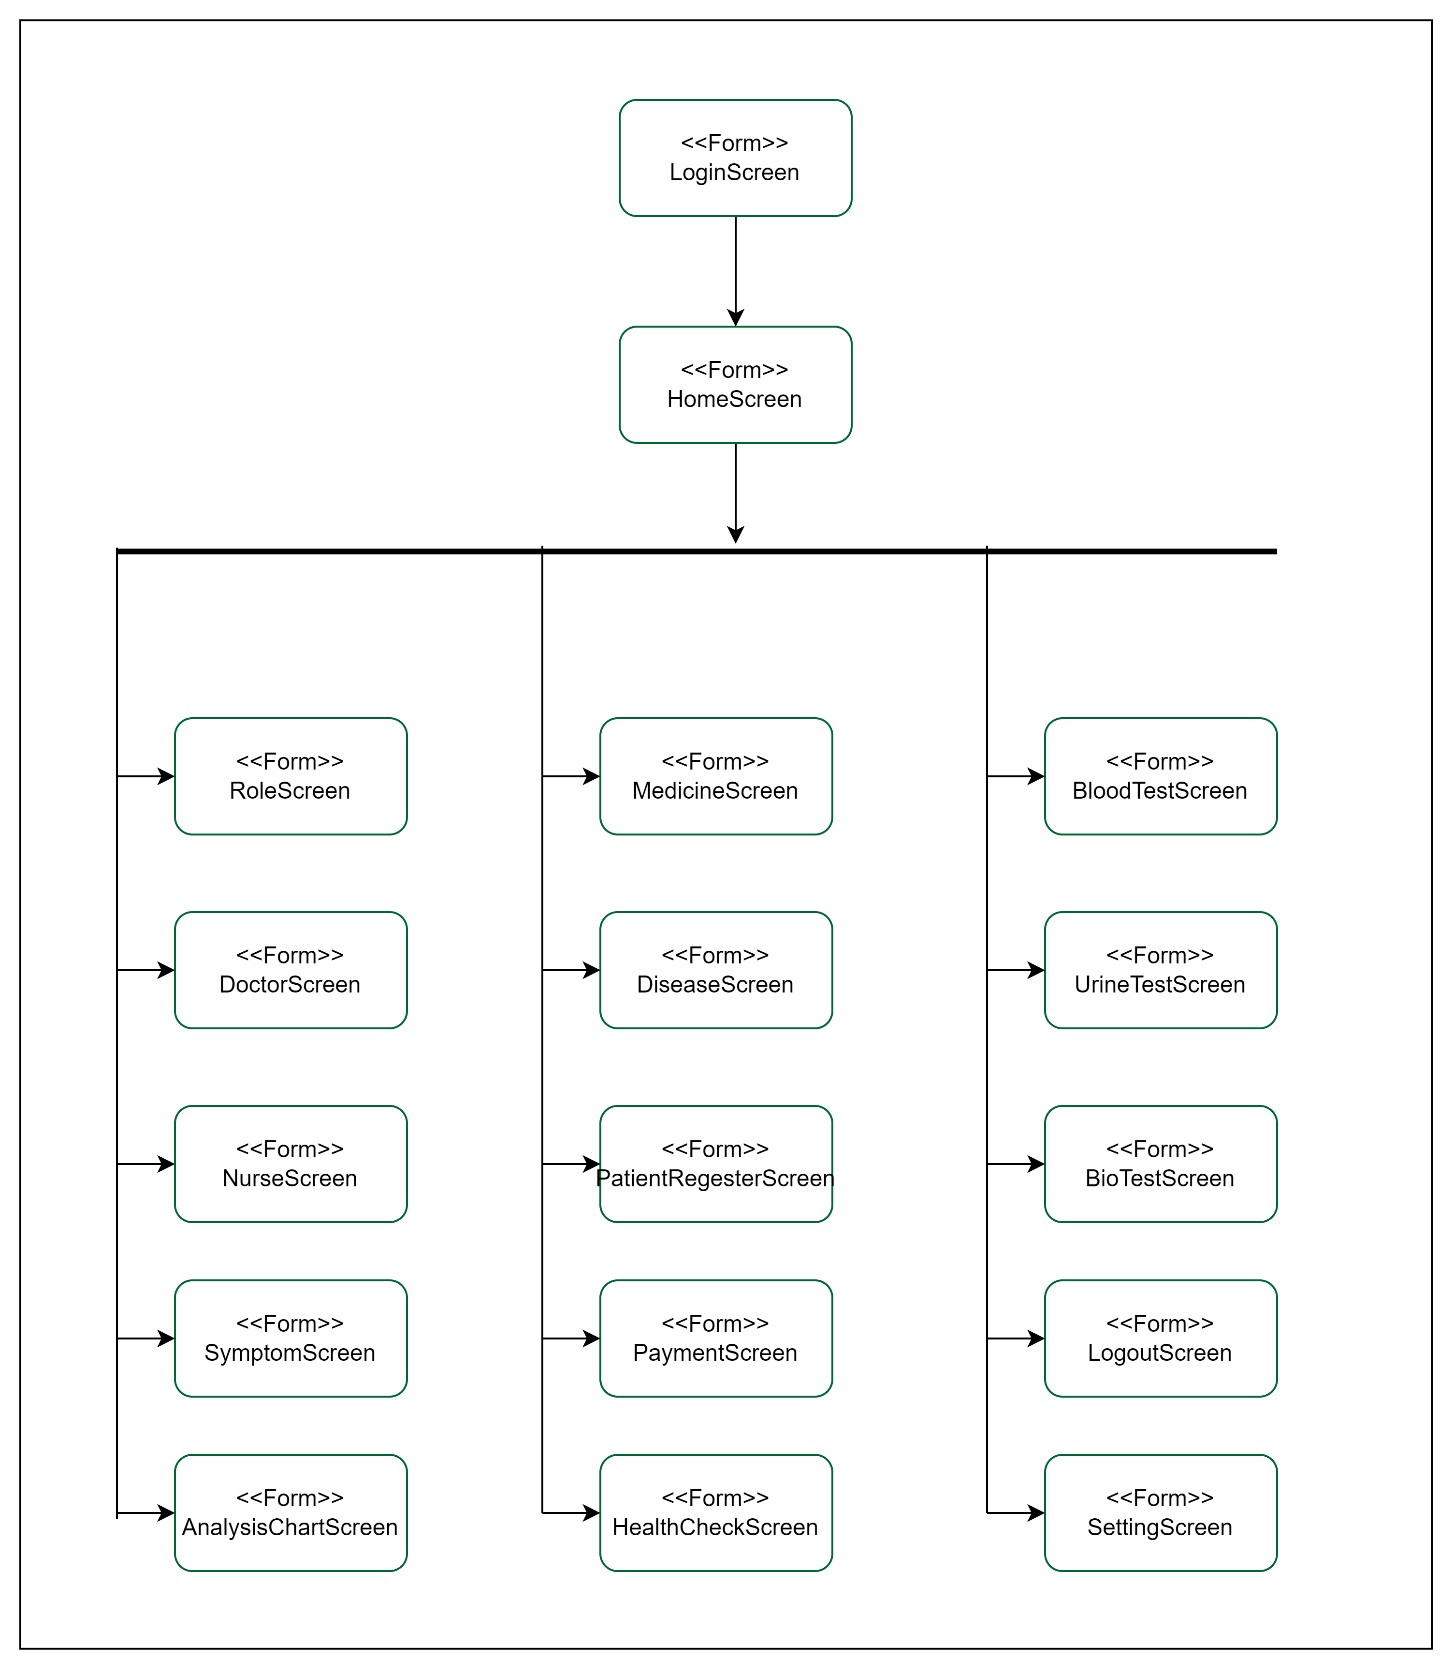 <<Form>>
LoginScreen
<<Form>>
HomeScreen
<<Form>>
RoleScreen
<<Form>>
MedicineScreen
<<Form>>
BloodTestScreen
<<Form>>
DoctorScreen
<<Form>>
DiseaseScreen
<<Form>>
UrineTestScreen
<<Form>>
NurseScreen
<<Form>>
PatientRegesterScreen
<<Form>>
BioTestScreen
<<Form>>
SymptomScreen
<<Form>>
PaymentScreen
<<Form>>
LogoutScreen
<<Form>>
AnalysisChartScreen
<<Form>>
HealthCheckScreen
<<Form>>
SettingScreen